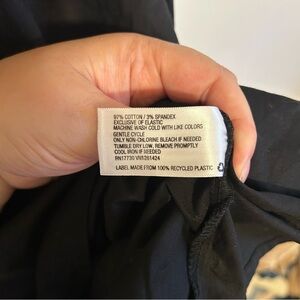 97% COTTON / 3% SPANDEX
EXCLUSIVE OF ELASTIC
MACHINE WASH COLD WITH LIKE COLORS
GENTLE CYCLE
ONLY NON-CHLORINE BLEACH IF NEEDED
TUMBLE DRY LOW, REMOVE PROMPTLY
COOL IRON IF NEEDED
RN17730
LABEL MADE FROM 100% RECYCLED PLASTIC